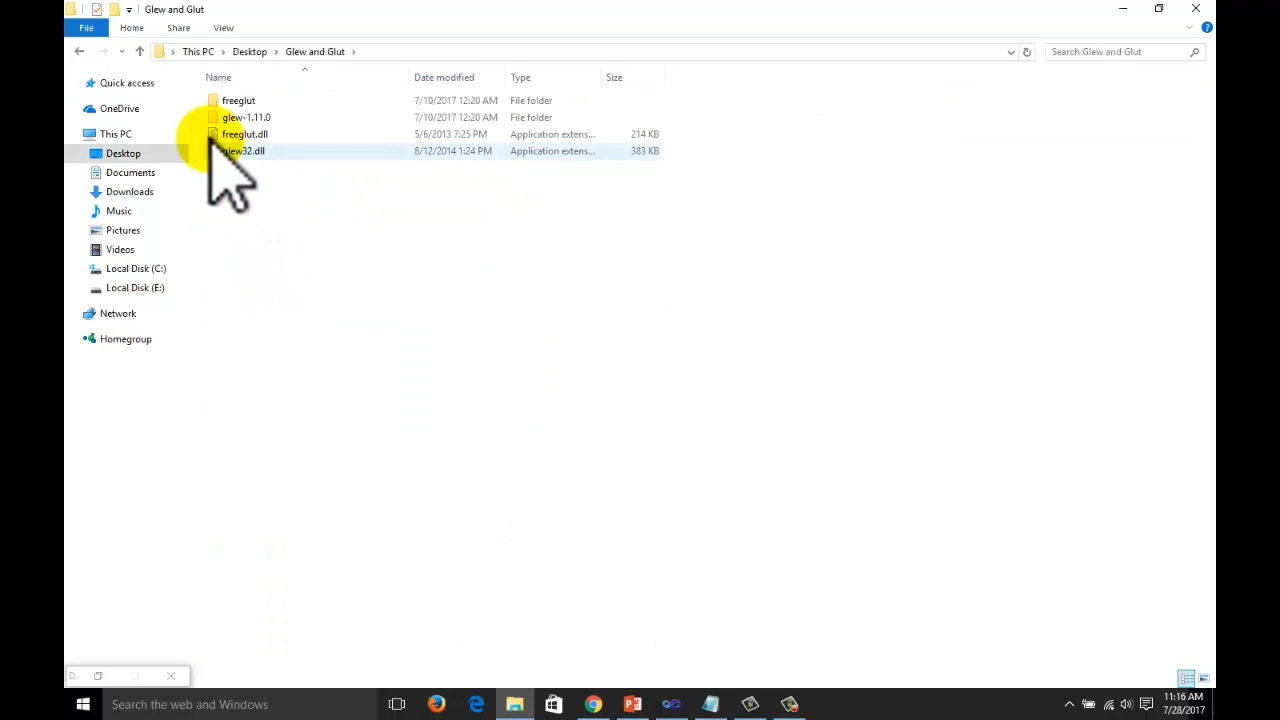 Glew and Glut
File Home Share View
This PC Desktop Glew and Glut Search Glew and Glut
Name Date modified Type Size
Quick access
OneDrive
This PC
Desktop
Documents
Downloads
Music
Pictures
Videos
Local Disk (C:)
Local Disk (E:)
Network
Homegroup
freeglut 7/10/2017 12:20 AM File folder
glew-1.11.0 7/10/2017 12:20 AM File folder
freeglut.dll 5/6/2013 7:25 PM Application extens... 214 KB
glew32.dll 8/12/2014 1:24 PM Application extens... 383 KB
D.
Search the web and Windows
11:16 AM
7/28/2017